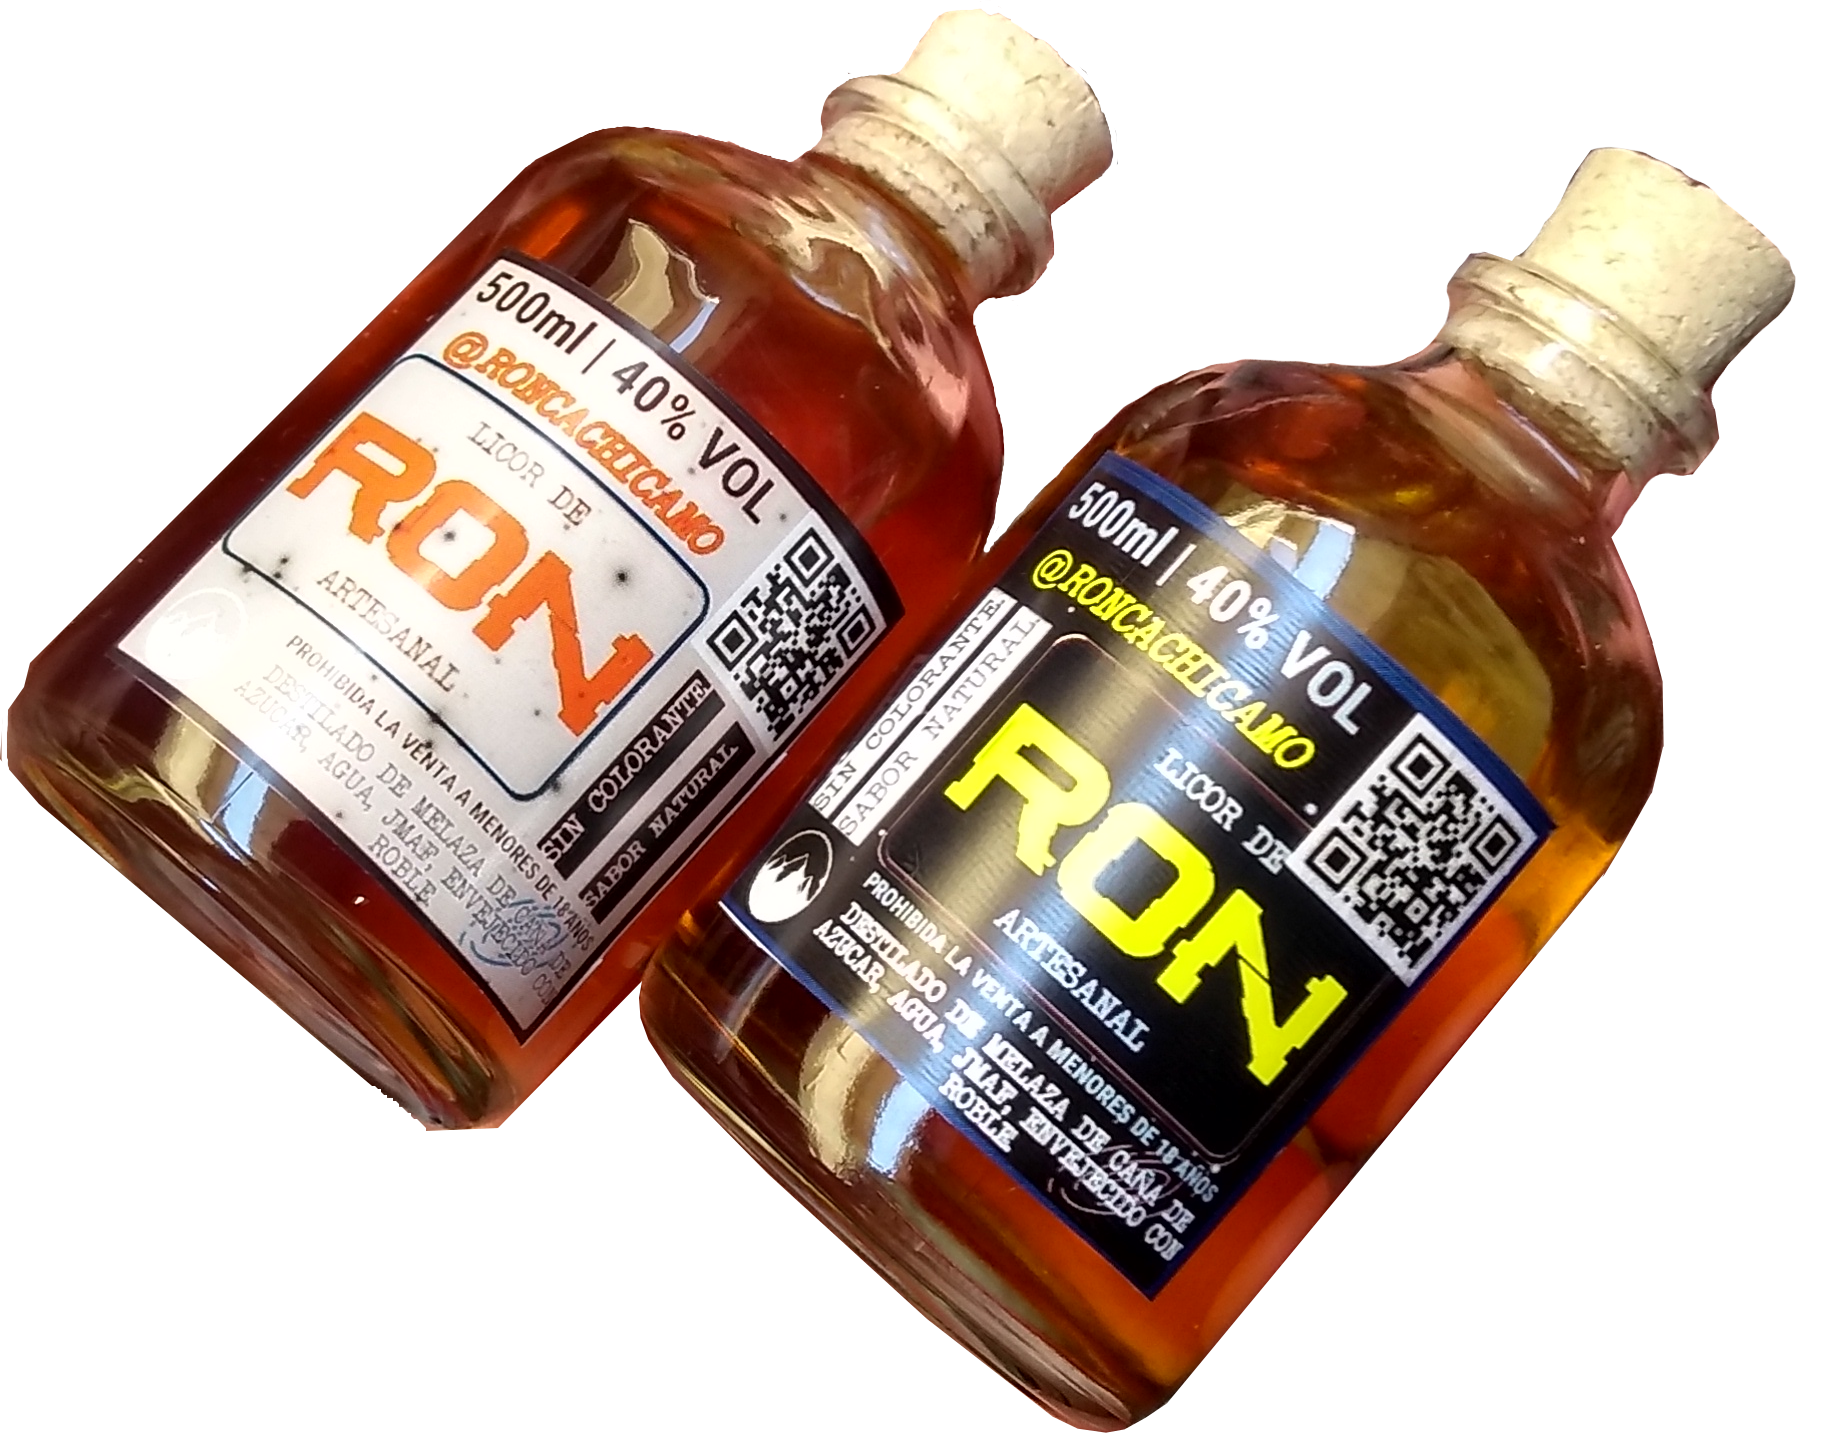 500ml | 40% VOL
@RONCACHICAMO
LICOR DE
RON
ARTESANAL
SIN COLORANTE
SABOR NATURAL
PROHIBIDA LA VENTA A MENORES DE 18 AÑOS
DESTILADO DE MELAZA DE CAÑA DE
AZUCAR, AGUA, JMAF, ENVEJECIDO CON
ROBLE
500ml | 40% VOL
@RONCACHICAMO
SIN COLORANTE
SABOR NATURAL
LICOR DE
RON
ARTESANAL
PROHIBIDA LA VENTA A MENORES DE 18 AÑOS
DESTILADO DE MELAZA DE CAÑA DE
AZUCAR, AGUA, JMAF, ENVEJECIDO CON
ROBLE